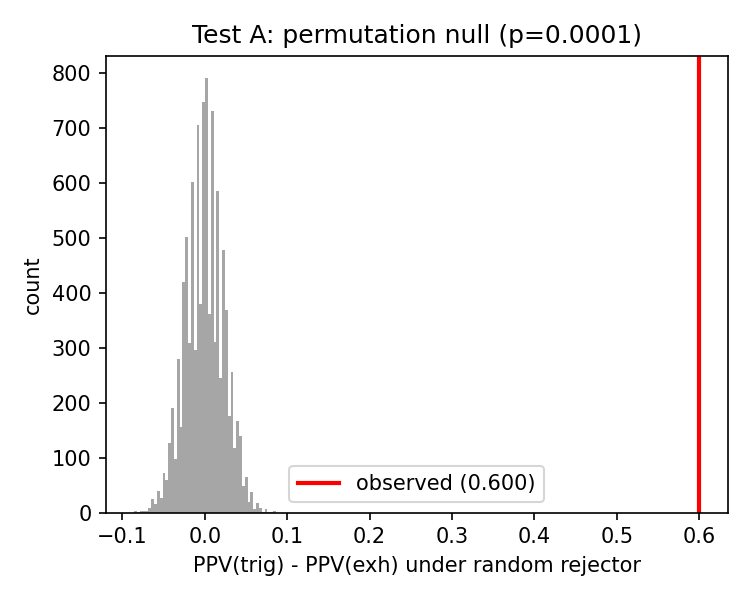 Test A: permutation null (p=0.0001)
800
700
600
500
400
300
200
100
0
count
observed (0.600)
−0.1 0.0 0.1 0.2 0.3 0.4 0.5 0.6
PPV(trig) - PPV(exh) under random rejector